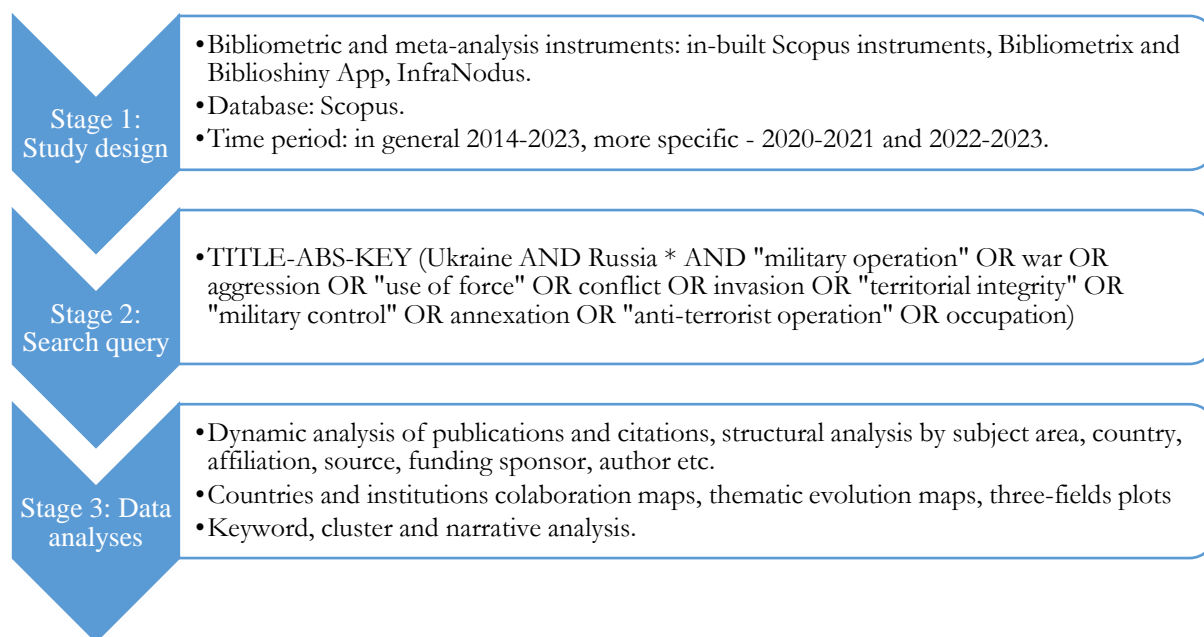 Stage 1:
Study design
•Bibliometric and meta-analysis instruments: in-built Scopus instruments, Bibliometrix and
Biblioshiny App, InfraNodus.
•Database: Scopus.
•Time period: in general 2014-2023, more specific - 2020-2021 and 2022-2023.
Stage 2:
Search query
•TITLE-ABS-KEY (Ukraine AND Russia * AND "military operation" OR war OR
aggression OR "use of force" OR conflict OR invasion OR "territorial integrity" OR
"military control" OR annexation OR "anti-terrorist operation" OR occupation)
Stage 3: Data
analyses
•Dynamic analysis of publications and citations, structural analysis by subject area, country,
affiliation, source, funding sponsor, author etc.
•Countries and institutions colaboration maps, thematic evolution maps, three-fields plots
•Keyword, cluster and narrative analysis.